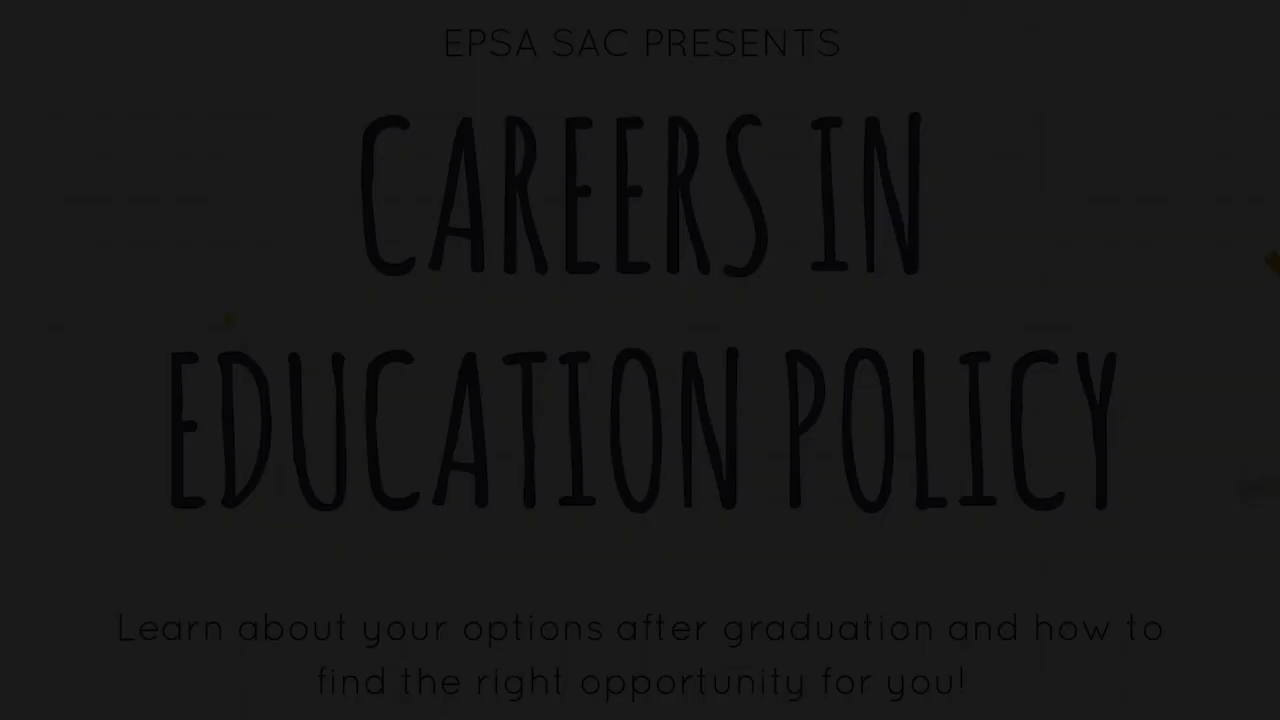 EPSA SAC PRESENTS
CAREERS IN
EDUCATION POLICY
Learn about your options after graduation and how to
find the right opportunity for you!